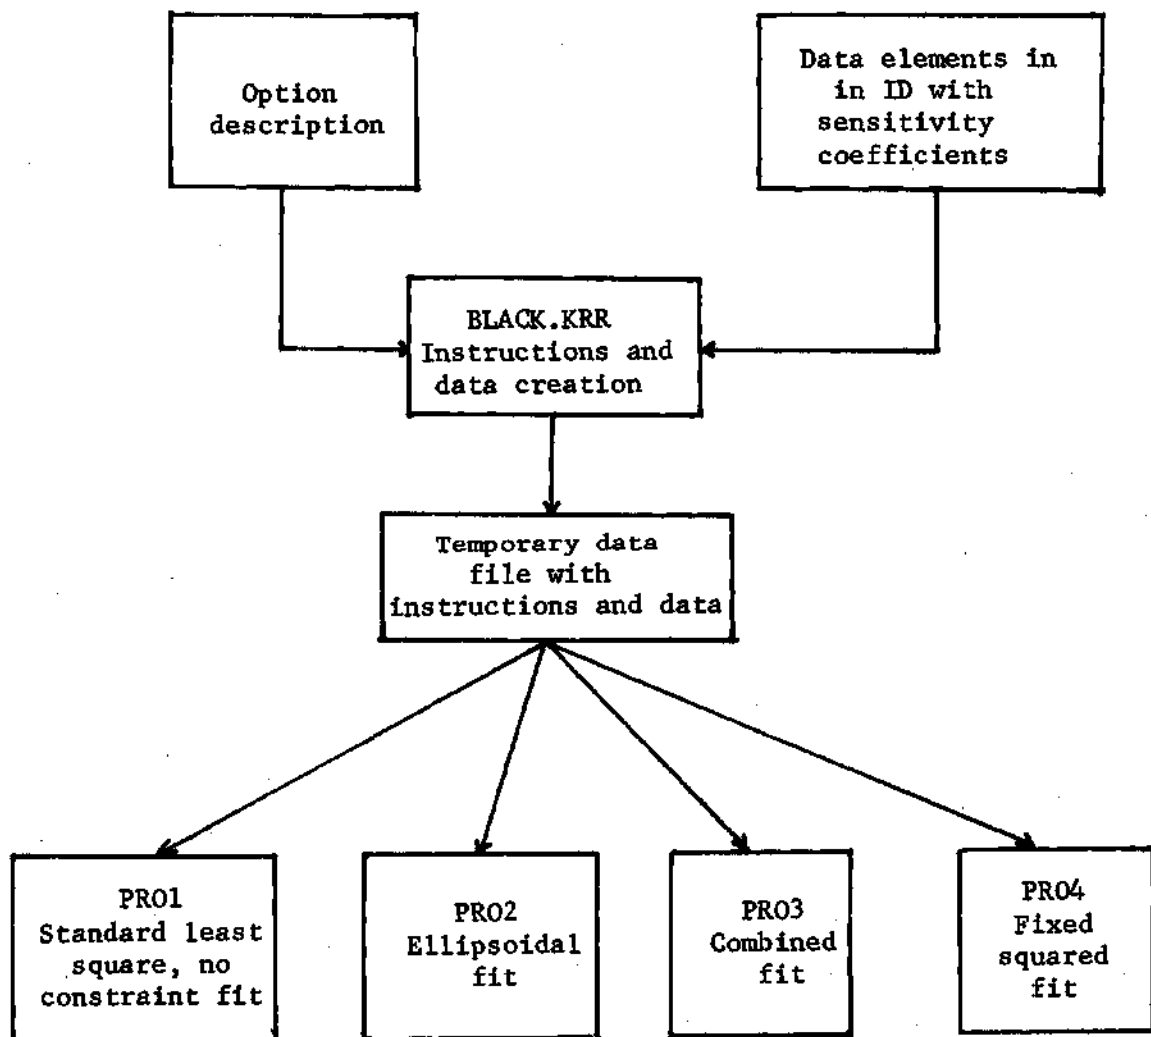 Option
description
Data elements in
in ID with
sensitivity
coefficients
BLACK.KRR
Instructions and
data creation
Temporary data
file with
instructions and data
PRO1
Standard least
square, no
constraint fit
PRO2
Ellipsoidal
fit
PRO3
Combined
fit
PRO4
Fixed
squared
fit